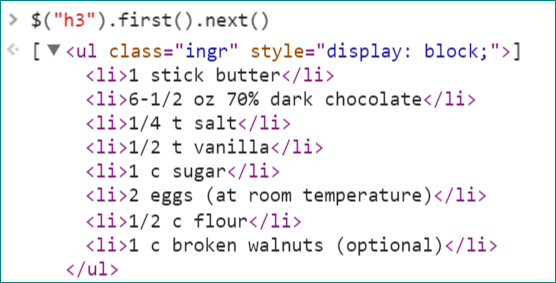 > $("h3").first().next()
< [ ▼<ul class="ingr" style="display: block;">]
<li>1 stick butter</li>
<li>6-1/2 oz 70% dark chocolate</li>
<li>1/4 t salt</li>
<li>1/2 t vanilla</li>
<li>1 c sugar</li>
<li>2 eggs (at room temperature)</li>
<li>1/2 c flour</li>
<li>1 c broken walnuts (optional)</li>
</ul>